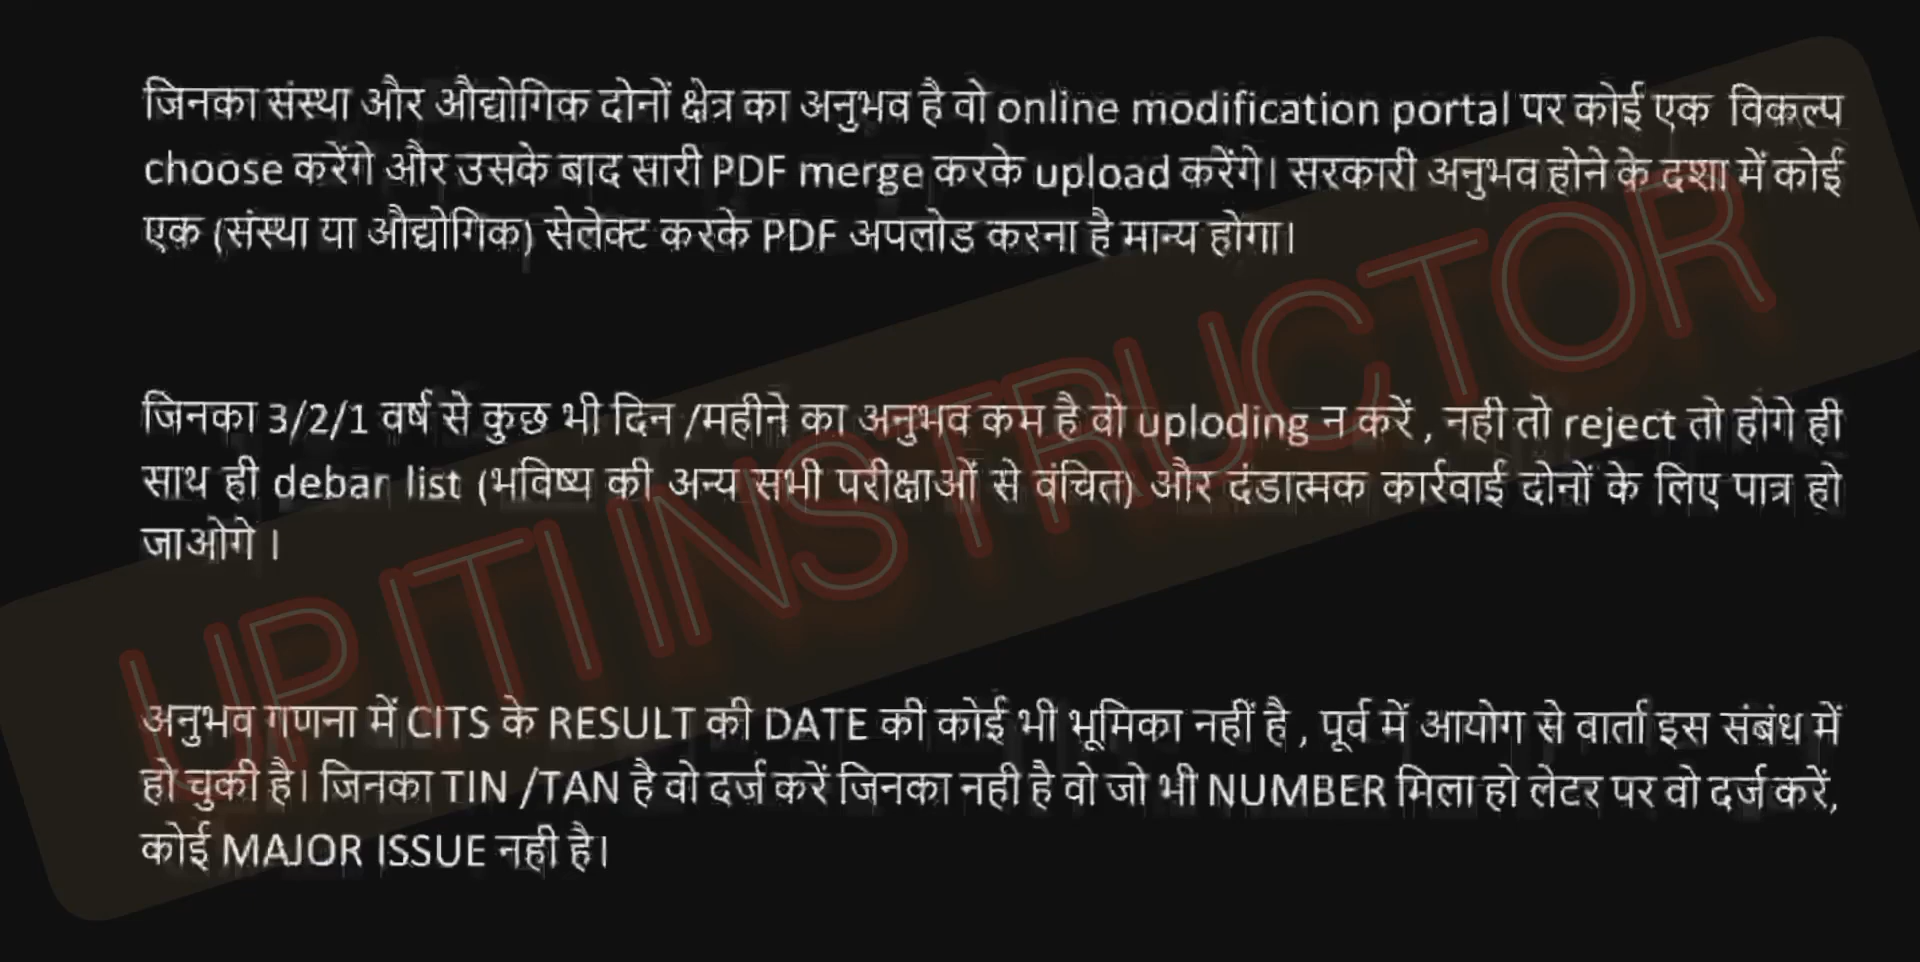 जिनका संस्था और औद्योगिक दोनों क्षेत्र का अनुभव है वो online modification portal पर कोई एक विकल्प
choose करेंगे और उसके बाद सारी PDF merge करके upload करेंगे। सरकारी अनुभव होने के दशा में कोई
एक (संस्था या औद्योगिक) सेलेक्ट करके PDF अपलोड करना है मान्य होगा।
जिनका 3/2/1 वर्ष से कुछ भी दिन /महीने का अनुभव कम है वो uploding न करें , नही तो reject तो होगे ही
साथ ही debar list (भविष्य की अन्य सभी परीक्षाओं से वंचित) और दंडात्मक कार्रवाई दोनों के लिए पात्र हो
जाओगे ।
अनुभव गणना में CITS के RESULT की DATE की कोई भी भूमिका नहीं है , पूर्व में आयोग से वार्ता इस संबंध में
हो चुकी है। जिनका TIN /TAN है वो दर्ज करें जिनका नही है वो जो भी NUMBER मिला हो लेटर पर वो दर्ज करें,
कोई MAJOR ISSUE नही है।
UP ITI INSTRUCTOR